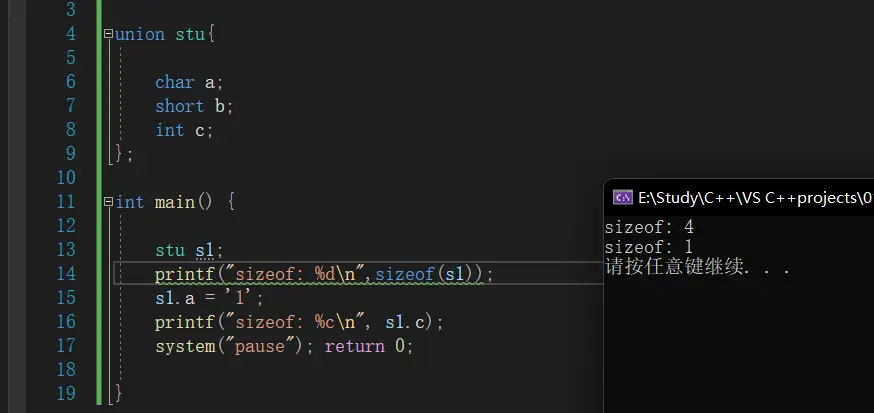 3
4 union stu{
5
6 char a;
7 short b;
8 int c;
9 };
10
11 int main() {
12
13 stu s1;
14 printf("sizeof: %d\n",sizeof(s1));
15 s1.a = '1';
16 printf("sizeof: %c\n", s1.c);
17 system("pause"); return 0;
18
19 }
E:\Study\C++\VS C++projects\0
sizeof: 4
sizeof: 1
请按任意键继续. . .